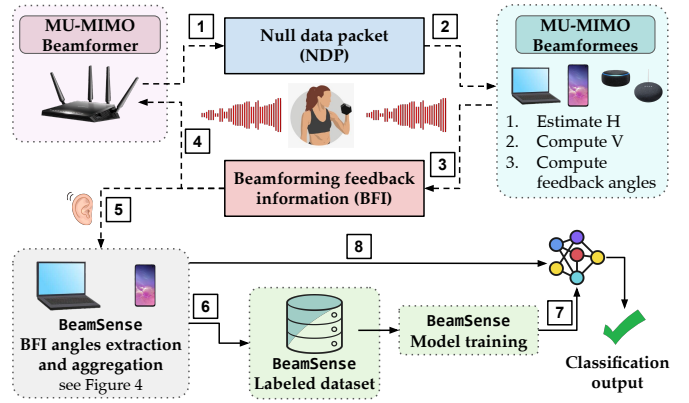 MU-MIMO
Beamformer
1
Null data packet
(NDP)
2
MU-MIMO
Beamformees
1. Estimate H
2. Compute V
3. Compute
feedback angles
4
3
Beamforming feedback
information (BFI)
5
8
BeamSense
BFI angles extraction
and aggregation
see Figure 4
6
BeamSense
Labeled dataset
BeamSense
Model training
7
Classification
output